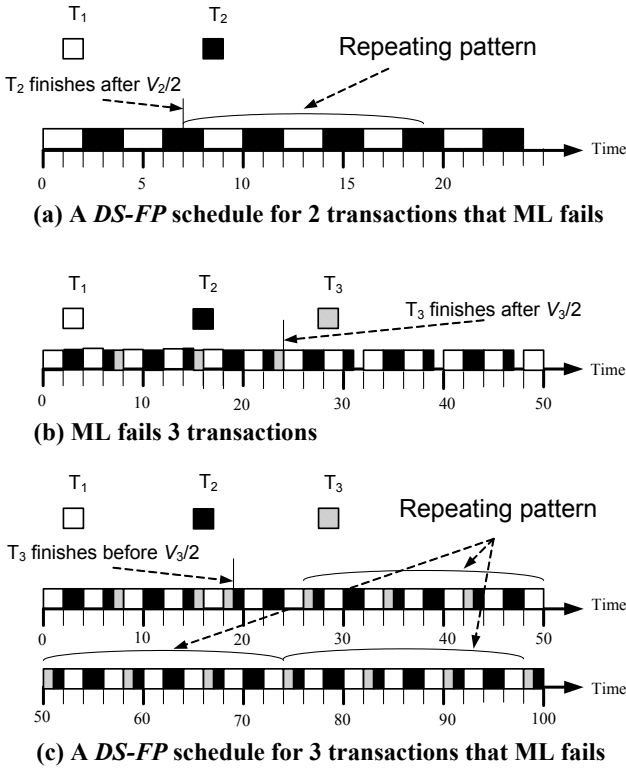 T₁ T₂
Repeating pattern
T₂ finishes after V₂/2
Time
0 5 10 15 20
(a) A DS-FP schedule for 2 transactions that ML fails
T₁ T₂ T₃
T₃ finishes after V₃/2
Time
0 10 20 30 40 50
(b) ML fails 3 transactions
T₁ T₂ T₃
Repeating pattern
T₃ finishes before V₃/2
Time
0 10 20 30 40 50
Time
50 60 70 80 90 100
(c) A DS-FP schedule for 3 transactions that ML fails